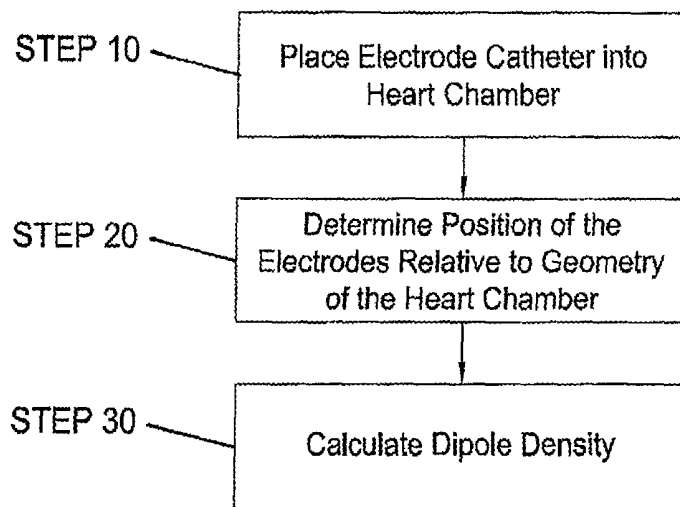 STEP 10
Place Electrode Catheter into
Heart Chamber
STEP 20
Determine Position of the
Electrodes Relative to Geometry
of the Heart Chamber
STEP 30
Calculate Dipole Density